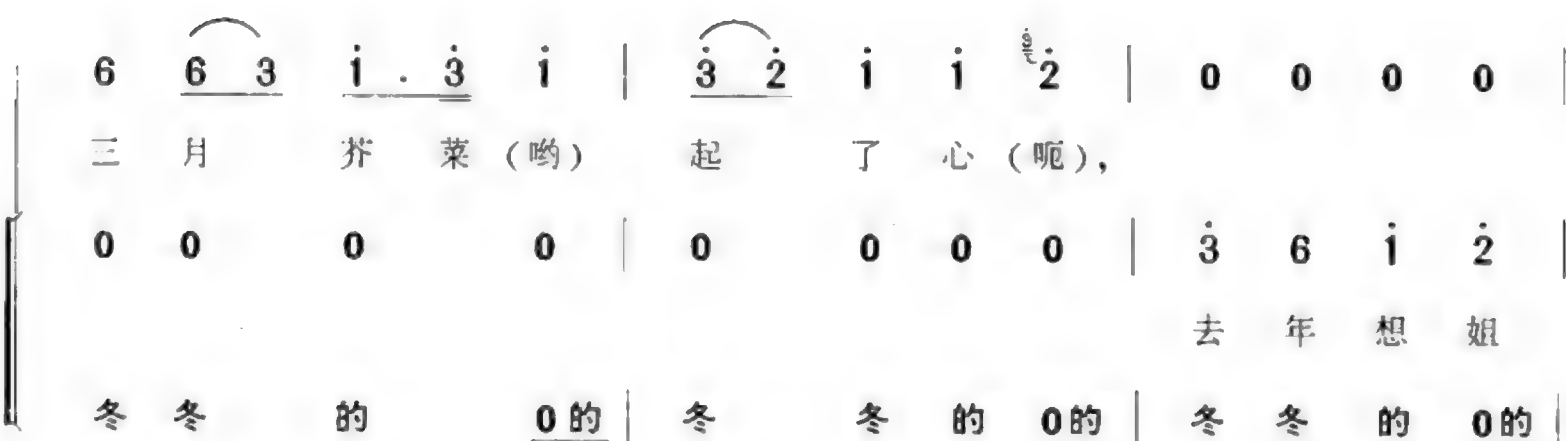 6 6 3 i̇ . 3̇ i̇ | 3̇ 2̇ i̇ i̇ 2̇ | 0 0 0 0 |
三 月 芥 菜 (哟) 起 了 心 (呃),
0 0 0 0 | 0 0 0 0 | 3̇ 6 i̇ 2̇ |
去 年 想 姐
冬 冬 的 0 的 | 冬 冬 的 0 的 | 冬 冬 的 0 的 |